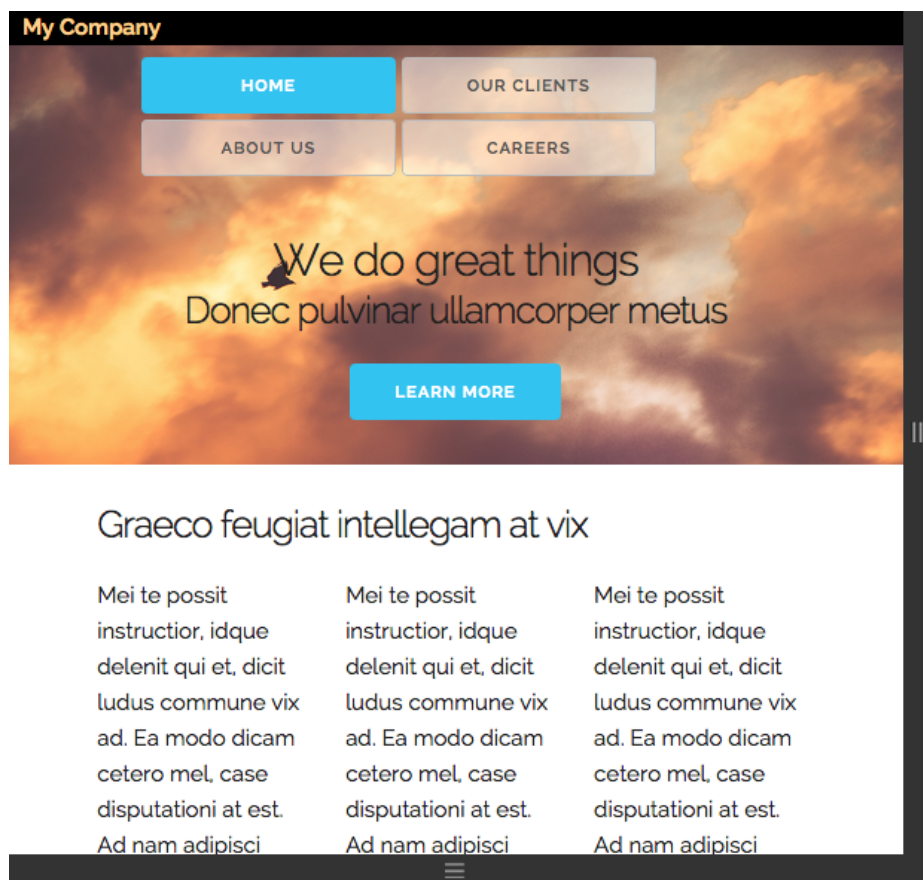 My Company
HOME
OUR CLIENTS
ABOUT US
CAREERS
We do great things
Donec pulvinar ullamcorper metus
LEARN MORE
Graeco feugiat intellegam at vix
Mei te possit
instructior, idque
delenit qui et, dicit
ludus commune vix
ad. Ea modo dicam
cetero mel, case
disputationi at est.
Ad nam adipisci
Mei te possit
instructior, idque
delenit qui et, dicit
ludus commune vix
ad. Ea modo dicam
cetero mel, case
disputationi at est.
Ad nam adipisci
Mei te possit
instructior, idque
delenit qui et, dicit
ludus commune vix
ad. Ea modo dicam
cetero mel, case
disputationi at est.
Ad nam adipisci